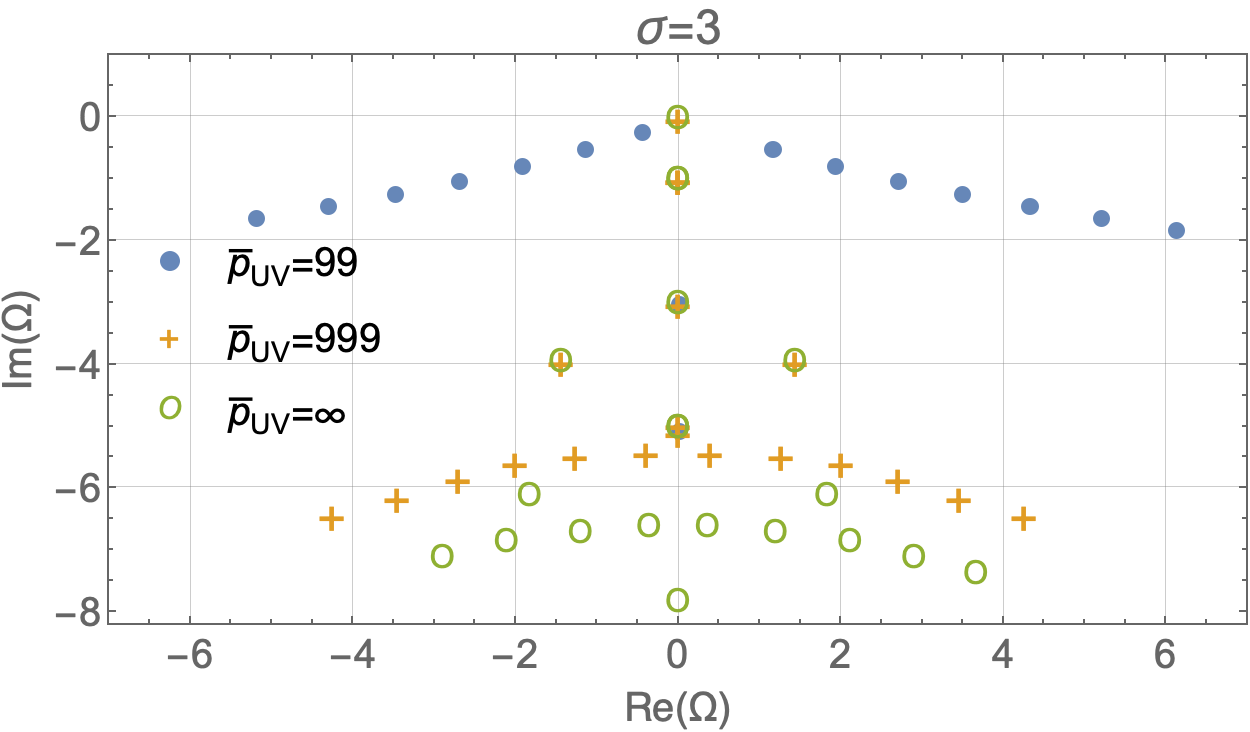 σ=3
0
−2
−4
−6
−8
Im(Ω)
p̅UV=99
p̅UV=999
p̅UV=∞
−6 −4 −2 0 2 4 6
Re(Ω)